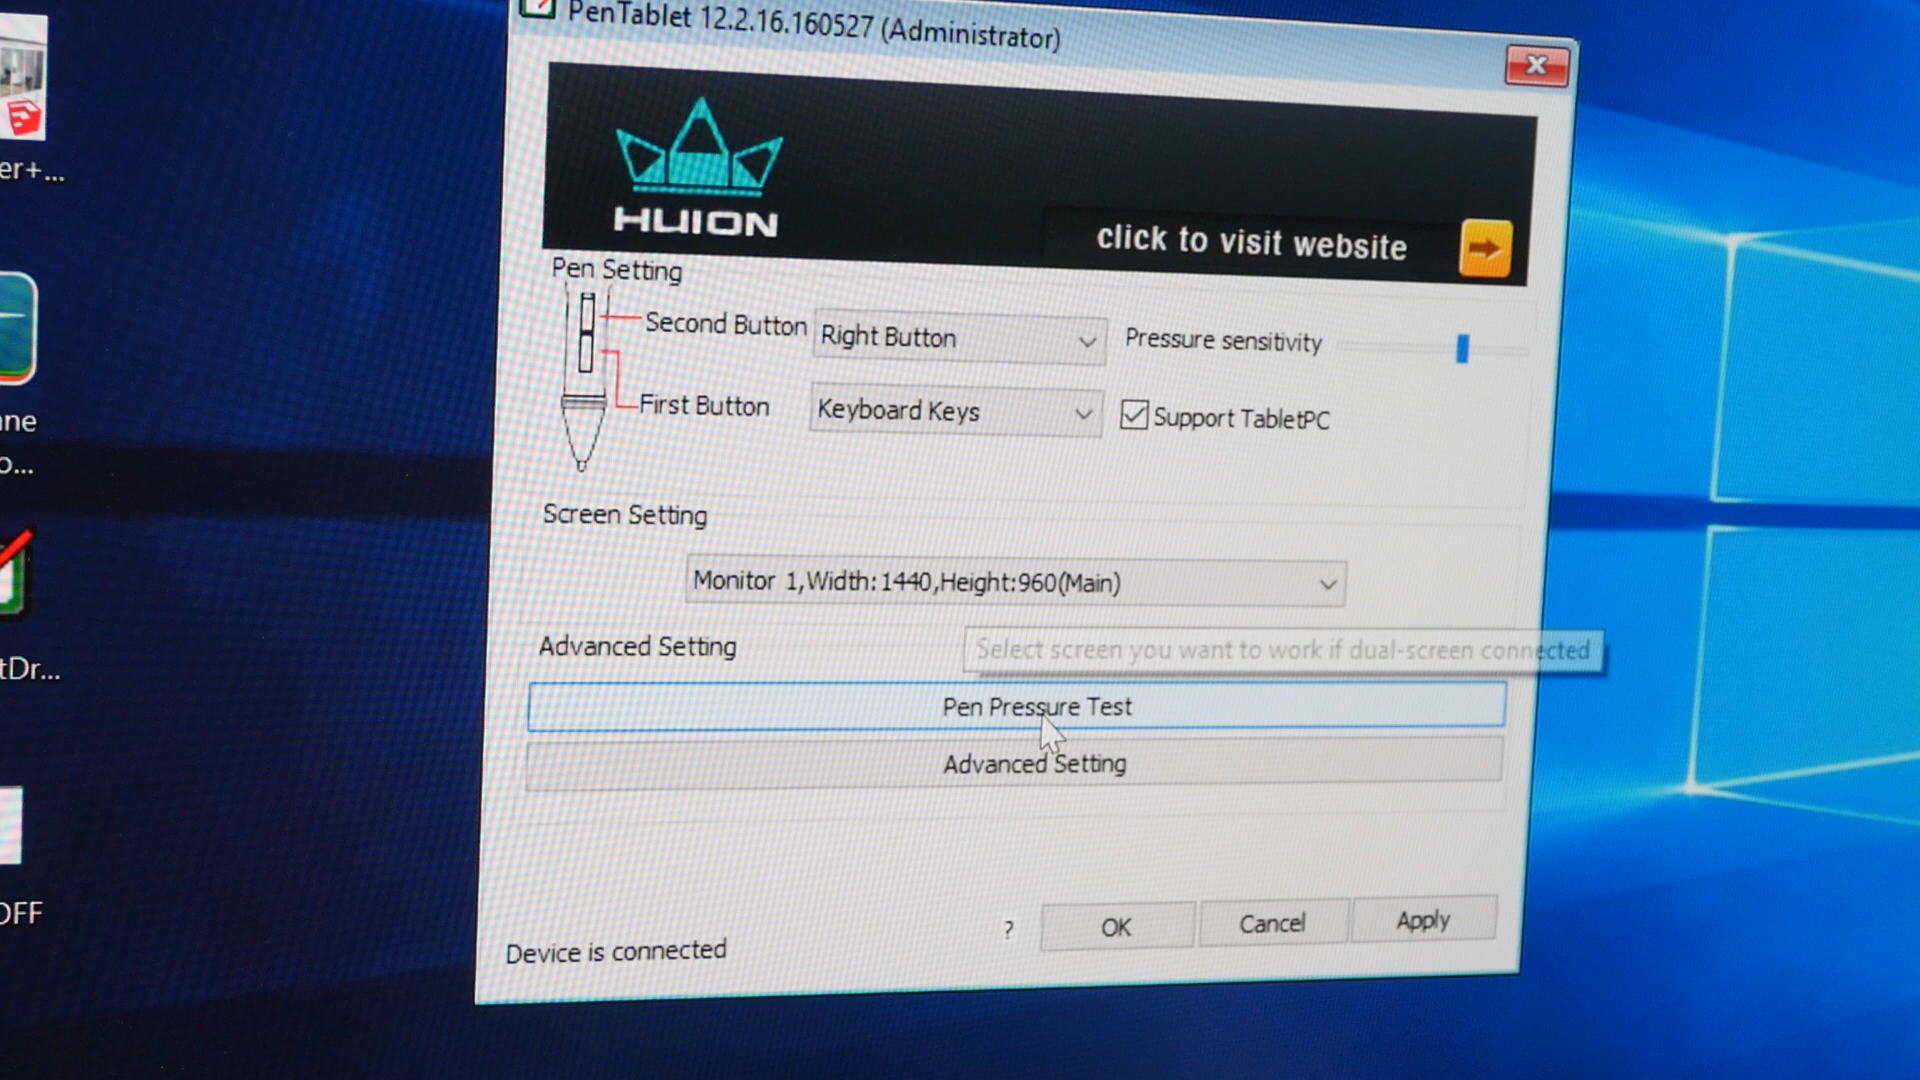 PenTablet 12.2.16.160527 (Administrator)
HUION
click to visit website
Pen Setting
Second Button
Right Button
Pressure sensitivity
First Button
Keyboard Keys
Support TabletPC
Screen Setting
Monitor 1,Width:1440,Height:960(Main)
Advanced Setting
Select screen you want to work if dual-screen connected
Pen Pressure Test
Advanced Setting
?
OK
Cancel
Apply
Device is connected
er+...
ane
o...
tDr...
OFF